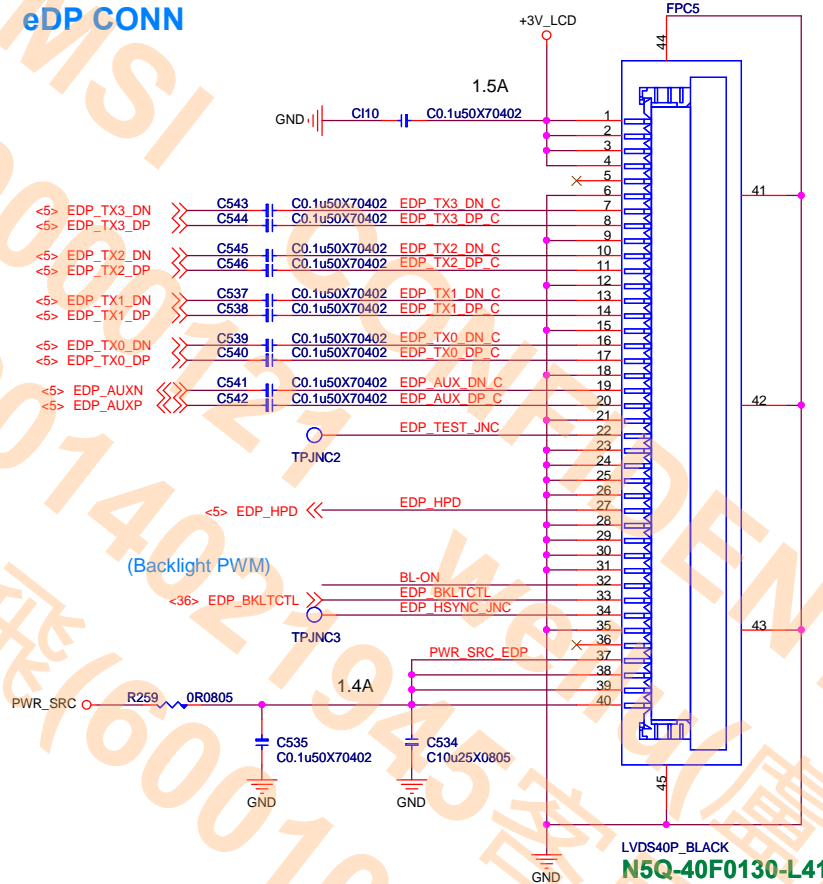 eDP CONN
+3V_LCD
FPC5
44
1.5A
GND
CI10
C0.1u50X70402
1
2
3
4
5
6
<5> EDP_TX3_DN C543 C0.1u50X70402 EDP_TX3_DN_C 7
<5> EDP_TX3_DP C544 C0.1u50X70402 EDP_TX3_DP_C 8
9
<5> EDP_TX2_DN C545 C0.1u50X70402 EDP_TX2_DN_C 10
<5> EDP_TX2_DP C546 C0.1u50X70402 EDP_TX2_DP_C 11
12
<5> EDP_TX1_DN C537 C0.1u50X70402 EDP_TX1_DN_C 13
<5> EDP_TX1_DP C538 C0.1u50X70402 EDP_TX1_DP_C 14
15
<5> EDP_TX0_DN C539 C0.1u50X70402 EDP_TX0_DN_C 16
<5> EDP_TX0_DP C540 C0.1u50X70402 EDP_TX0_DP_C 17
18
<5> EDP_AUXN C541 C0.1u50X70402 EDP_AUX_DN_C 19
<5> EDP_AUXP C542 C0.1u50X70402 EDP_AUX_DP_C 20
21
EDP_TEST_JNC 22
TPJNC2
23
24
25
26
<5> EDP_HPD EDP_HPD 27
28
29
30
31
(Backlight PWM)
BL-ON 32
<36> EDP_BKLTCTL EDP_BKLTCTL 33
EDP_HSYNC_JNC 34
TPJNC3
35
36
PWR_SRC_EDP 37
38
39
40
41
42
43
PWR_SRC R259 0R0805 1.4A
C535
C0.1u50X70402
C534
C10u25X0805
GND
GND
45
GND
LVDS40P_BLACK
N5Q-40F0130-L41
MSI
CONFIDEN